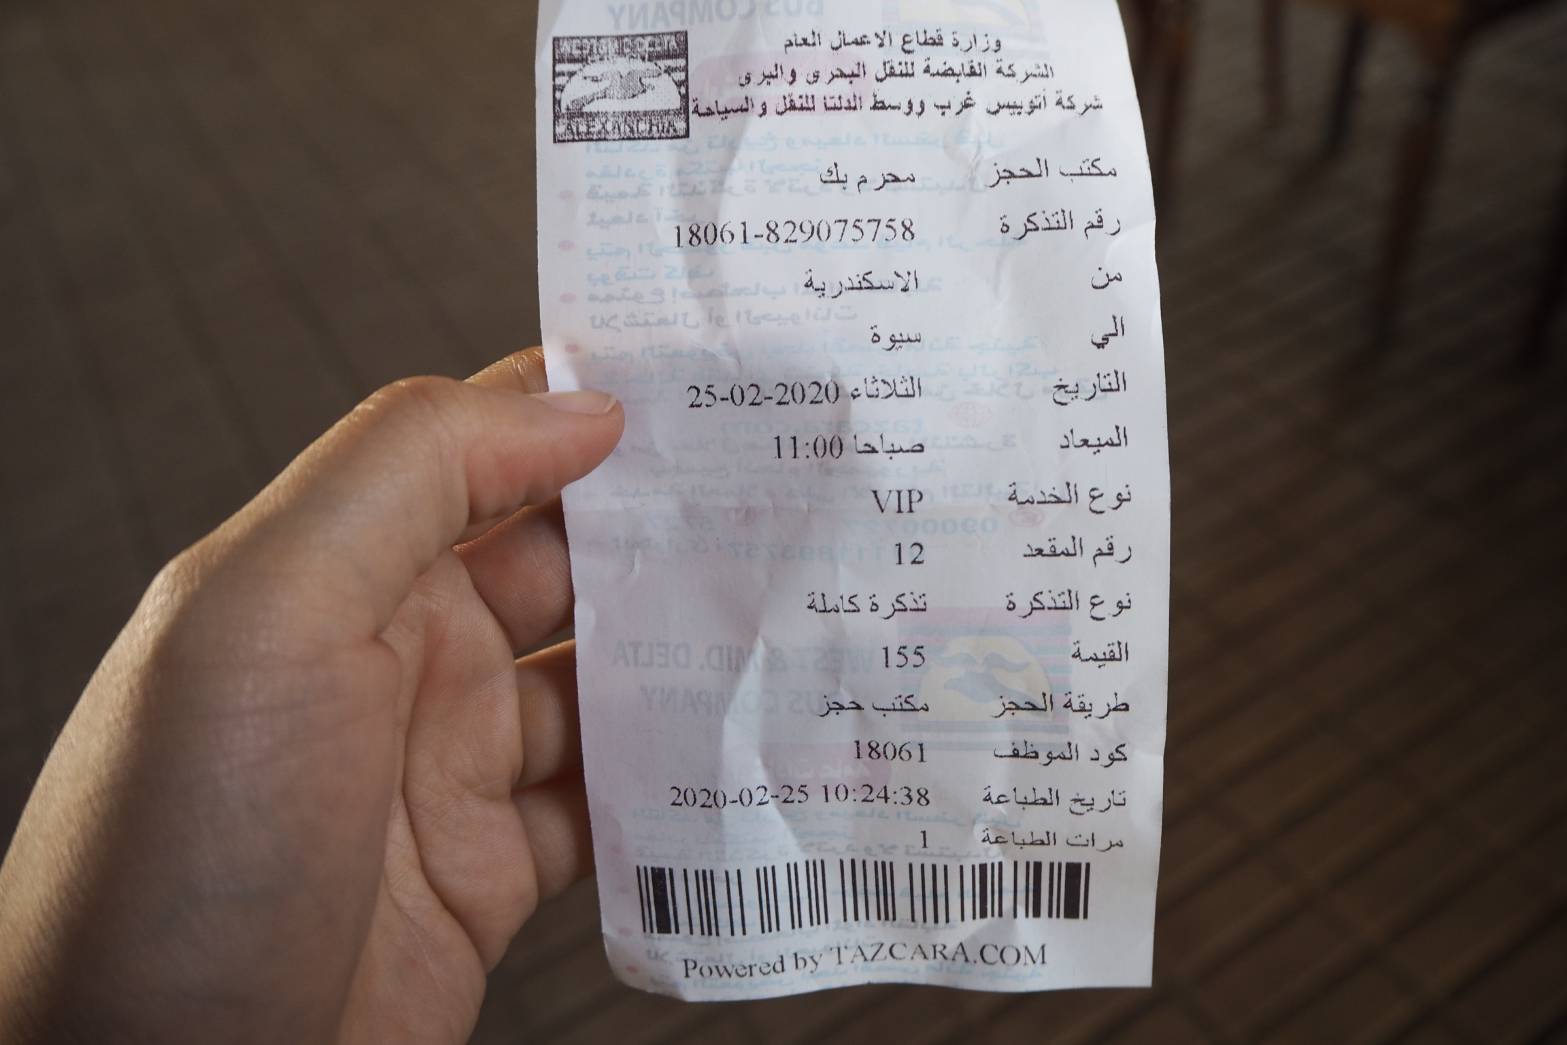 وزارة قطاع الاعمال العام
الشركة القابضة للنقل البحرى والبرى
شركة أتوبيس غرب ووسط الدلتا للنقل والسياحة
ALEXANDRIA
مكتب الحجز محرم بك
رقم التذكرة 18061-829075758
من الاسكندرية
الي سيوة
التاريخ الثلاثاء 25-02-2020
الميعاد صباحا 11:00
نوع الخدمة VIP
رقم المقعد 12
نوع التذكرة تذكرة كاملة
القيمة 155
طريقة الحجز مكتب حجز
كود الموظف 18061
تاريخ الطباعة 2020-02-25 10:24:38
مرات الطباعة 1
Powered by TAZCARA.COM